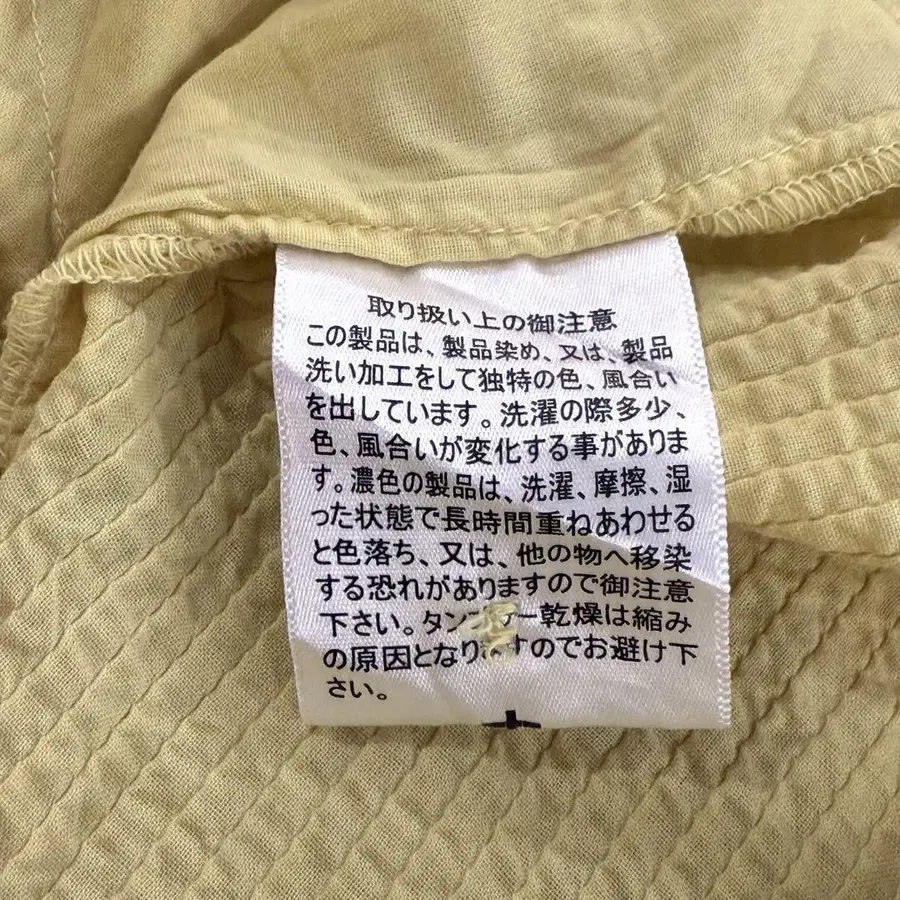 取り扱い上の御注意
この製品は、製品染め、又は、製品
洗い加工をして独特の色、風合い
を出しています。洗濯の際多少、
色、風合いが変化する事がありま
す。濃色の製品は、洗濯、摩擦、湿
った状態で長時間重ねあわせる
と色落ち、又は、他の物へ移染
する恐れがありますので御注意
下さい。タンブラー乾燥は縮み
の原因となりますのでお避け下
さい。